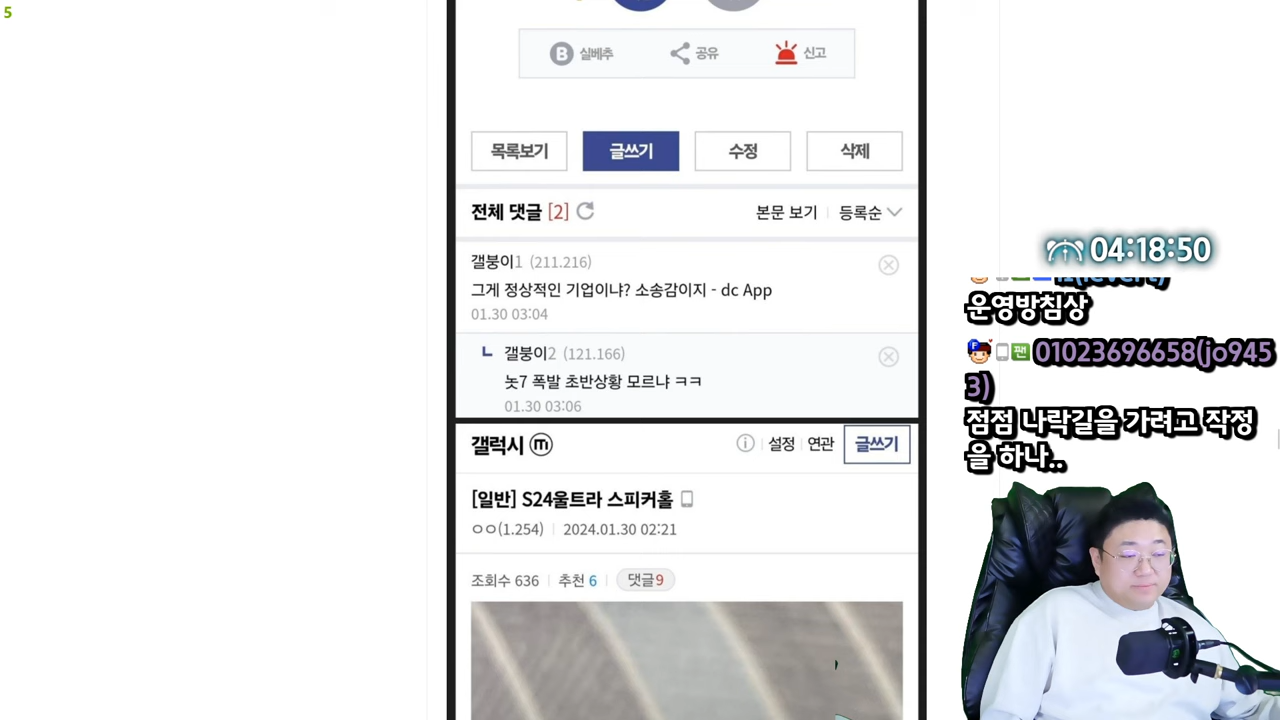 5
실베추
공유
신고
목록보기
글쓰기
수정
삭제
전체 댓글 [2]
본문 보기
등록순
갤붕이1 (211.216)
그게 정상적인 기업이냐? 소송감이지 - dc App
01.30 03:04
갤붕이2 (121.166)
놋7 폭발 초반상황 모르냐 ㅋㅋ
01.30 03:06
갤럭시 ⓜ
설정
연관
글쓰기
[일반] S24울트라 스피커홀
ㅇㅇ(1.254)
2024.01.30 02:21
조회수 636
추천 6
댓글9
04:18:50
운영방침상
팬 01023696658(jo945
3)
점점 나락길을 가려고 작정
을 하나..